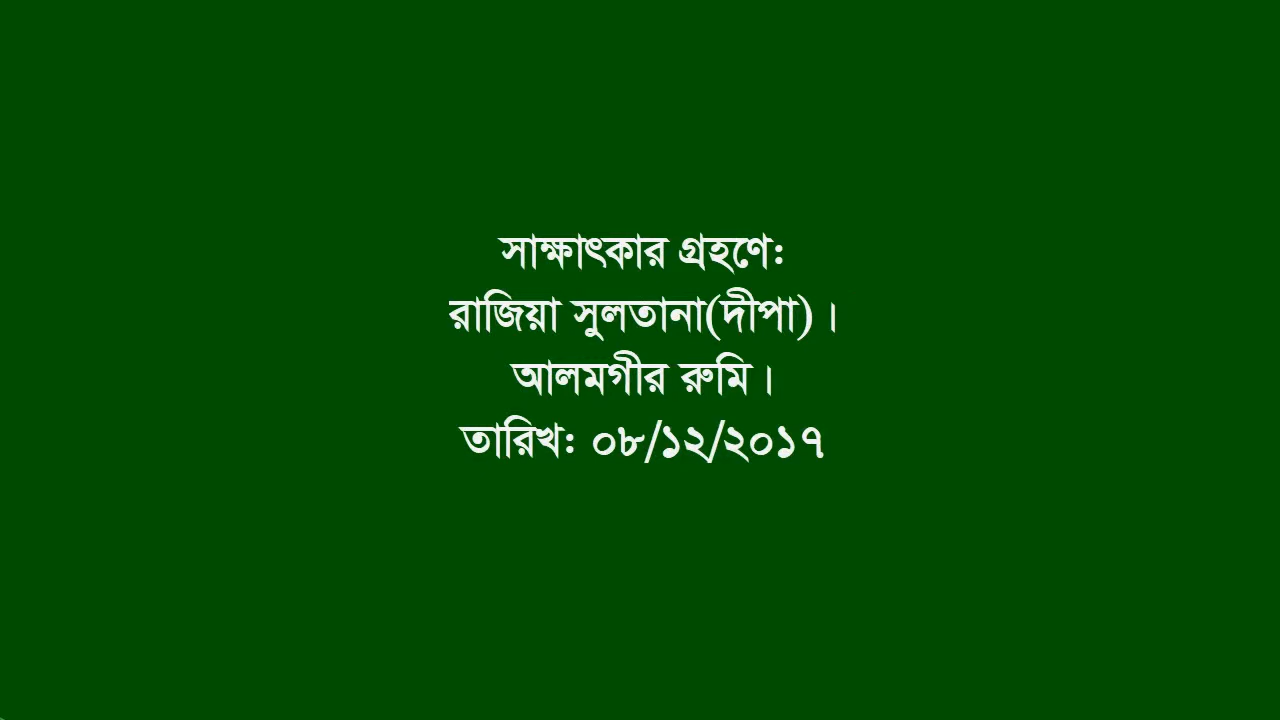 সাক্ষাৎকার গ্রহণে:
রাজিয়া সুলতানা(দীপা)।
আলমগীর রুমি।
তারিখ: ০৮/১২/২০১৭